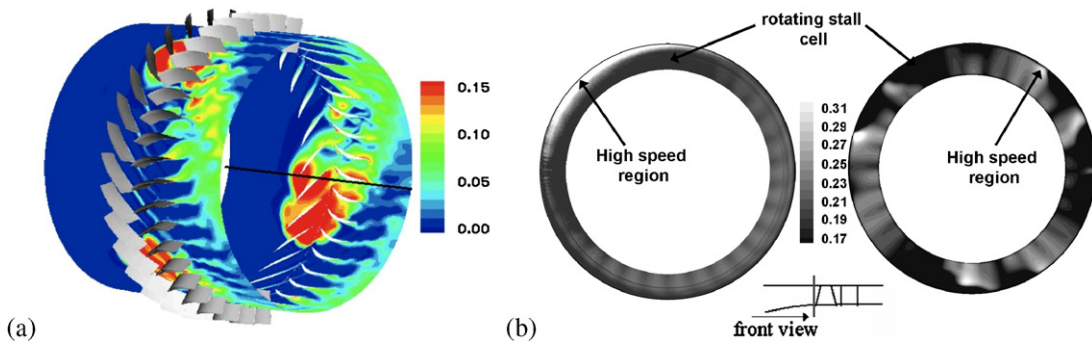 0.15
0.10
0.05
0.00
(a)
rotating stall
cell
High speed
region
0.31
0.29
0.27
0.25
0.23
0.21
0.19
0.17
High speed
region
front view
(b)